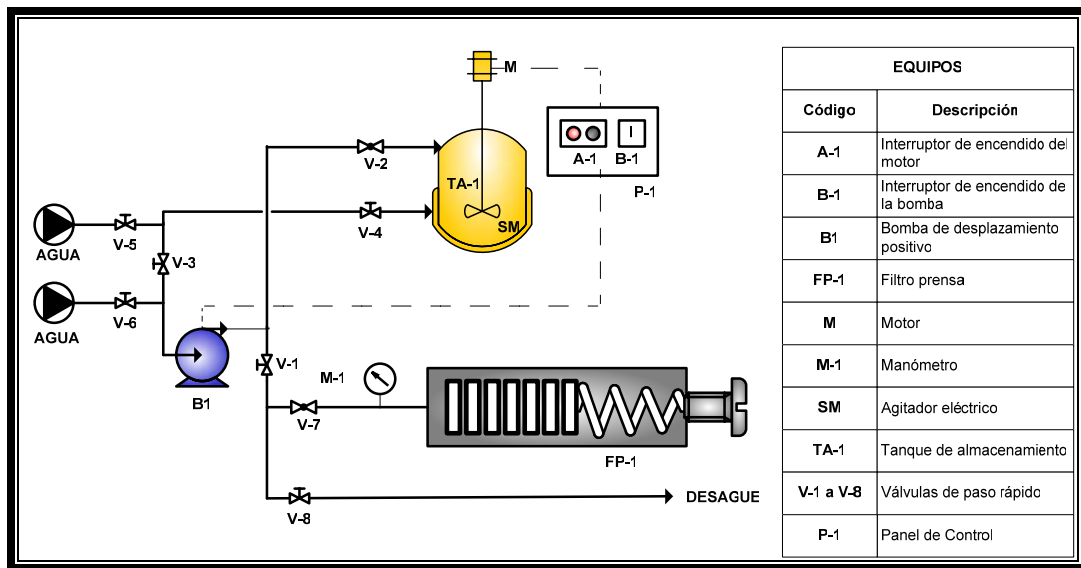 M
A-1
B-1
P-1
V-2
TA-1
SM
V-4
V-5
AGUA
V-3
V-6
AGUA
B1
V-1
M-1
V-7
FP-1
V-8
DESAGUE
EQUIPOS
Código Descripción
A-1 Interruptor de encendido del
motor
B-1 Interruptor de encendido de
la bomba
B1 Bomba de desplazamiento
positivo
FP-1 Filtro prensa
M Motor
M-1 Manómetro
SM Agitador eléctrico
TA-1 Tanque de almacenamiento
V-1 a V-8 Válvulas de paso rápido
P-1 Panel de Control